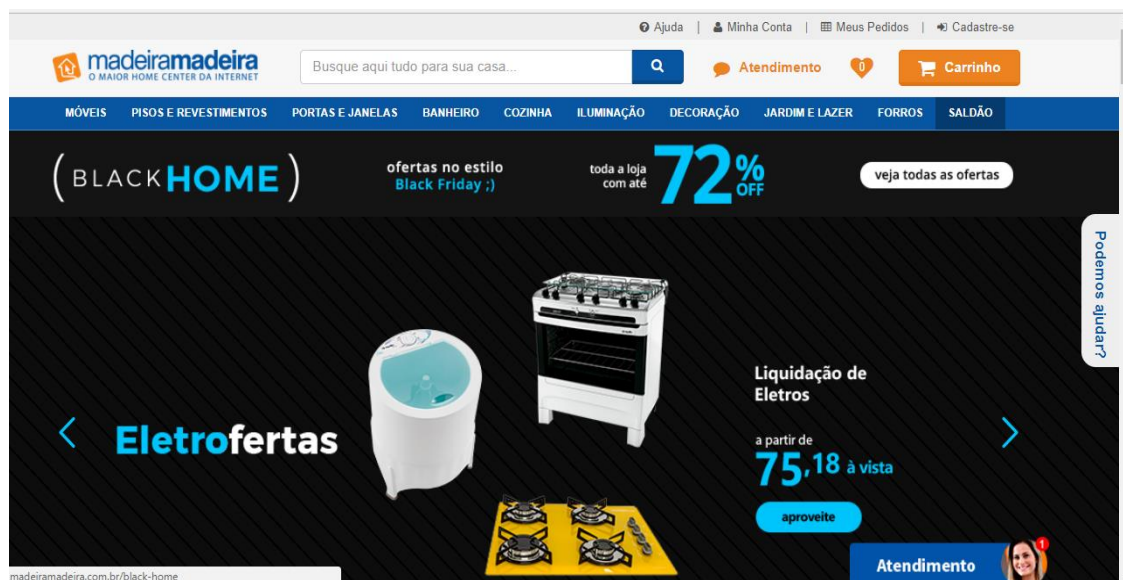 Ajuda | Minha Conta | Meus Pedidos | Cadastre-se
madeiramadeira
O MAIOR HOME CENTER DA INTERNET
Busque aqui tudo para sua casa...
Atendimento
0
Carrinho
MÓVEIS PISOS E REVESTIMENTOS PORTAS E JANELAS BANHEIRO COZINHA ILUMINAÇÃO DECORAÇÃO JARDIM E LAZER FORROS SALDÃO
(BLACKHOME)
ofertas no estilo
Black Friday ;)
toda a loja
com até
72% OFF
veja todas as ofertas
Podemos ajudar?
Eletrofertas
Liquidação de
Eletros
a partir de
75,18 à vista
aproveite
Atendimento
1
madeiramadeira.com.br/black-home